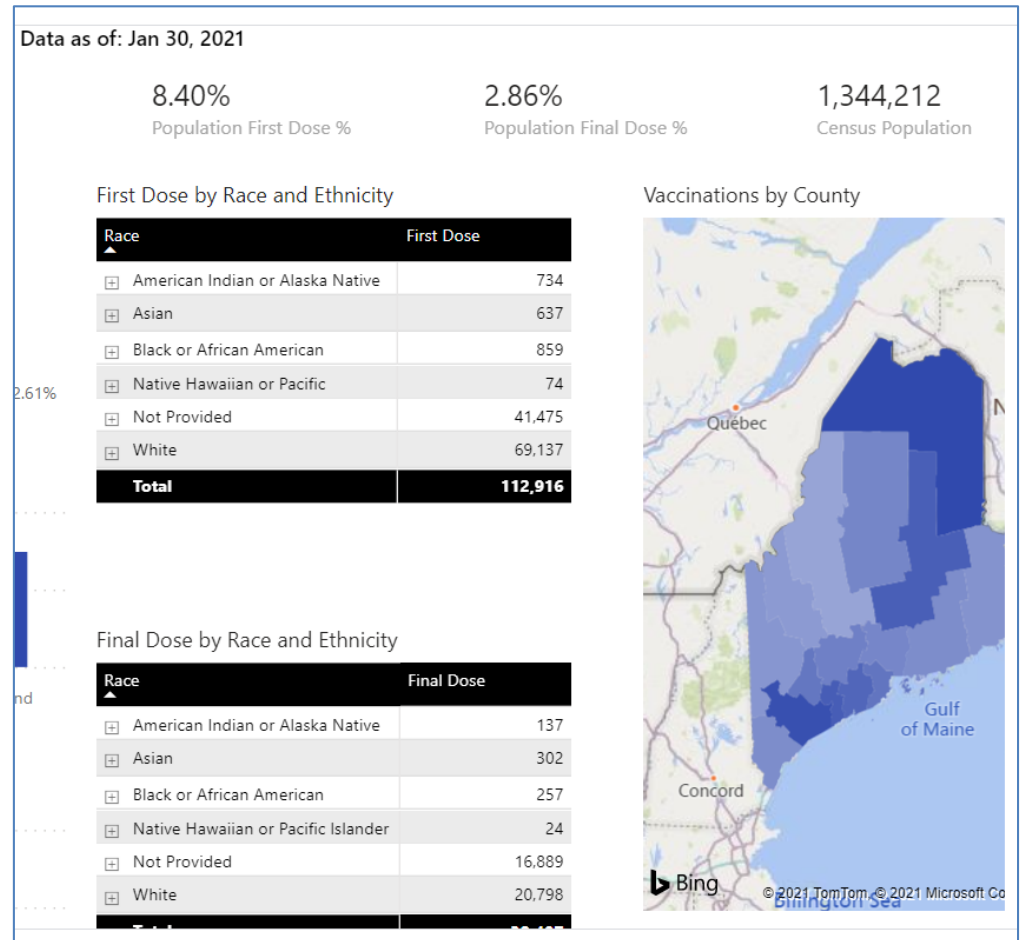 Data as of: Jan 30, 2021
8.40% 2.86% 1,344,212
Population First Dose % Population Final Dose % Census Population
First Dose by Race and Ethnicity
Race First Dose
American Indian or Alaska Native 734
Asian 637
Black or African American 859
Native Hawaiian or Pacific 74
Not Provided 41,475
White 69,137
Total 112,916
2.61%
nd
Final Dose by Race and Ethnicity
Race Final Dose
American Indian or Alaska Native 137
Asian 302
Black or African American 257
Native Hawaiian or Pacific Islander 24
Not Provided 16,889
White 20,798
Vaccinations by County
Québec
N
Gulf
of Maine
Concord
Bing
© 2021 TomTom, © 2021 Microsoft Co